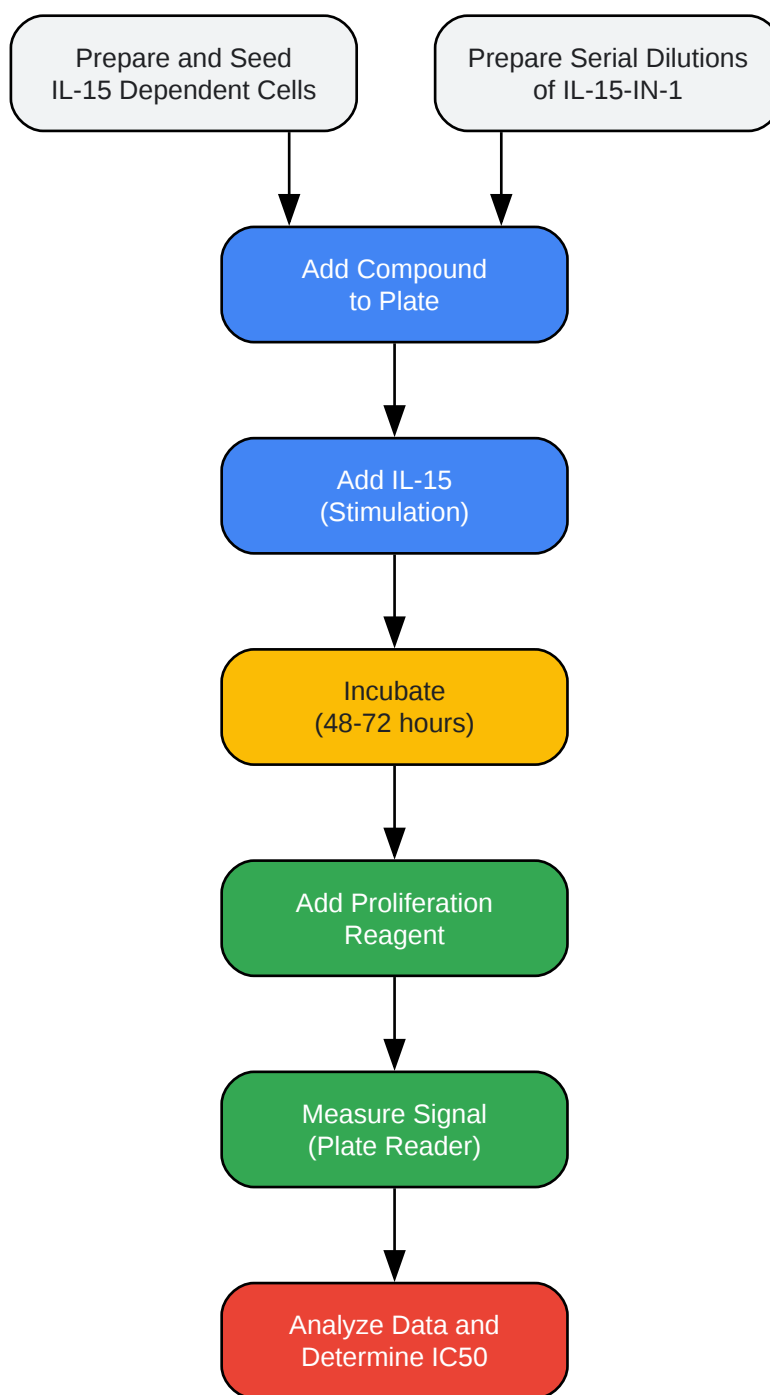 Prepare and Seed
IL-15 Dependent Cells
Prepare Serial Dilutions
of IL-15-IN-1
Add Compound
to Plate
Add IL-15
(Stimulation)
Incubate
(48-72 hours)
Add Proliferation
Reagent
Measure Signal
(Plate Reader)
Analyze Data and
Determine IC50